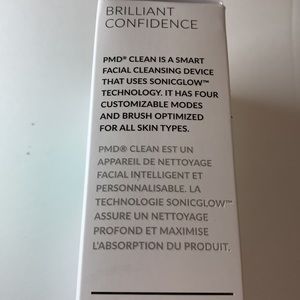 BRILLIANT
CONFIDENCE
PMD® CLEAN IS A SMART
FACIAL CLEANSING DEVICE
THAT USES SONICGLOW™
TECHNOLOGY. IT HAS FOUR
CUSTOMIZABLE MODES
AND BRUSH OPTIMIZED
FOR ALL SKIN TYPES.
PMD® CLEAN EST UN
APPAREIL DE NETTOYAGE
FACIAL INTELLIGENT ET
PERSONNALISABLE. LA
TECHNOLOGIE SONICGLOW™
ASSURE UN NETTOYAGE
PROFOND ET MAXIMISE
L'ABSORPTION DU PRODUIT.